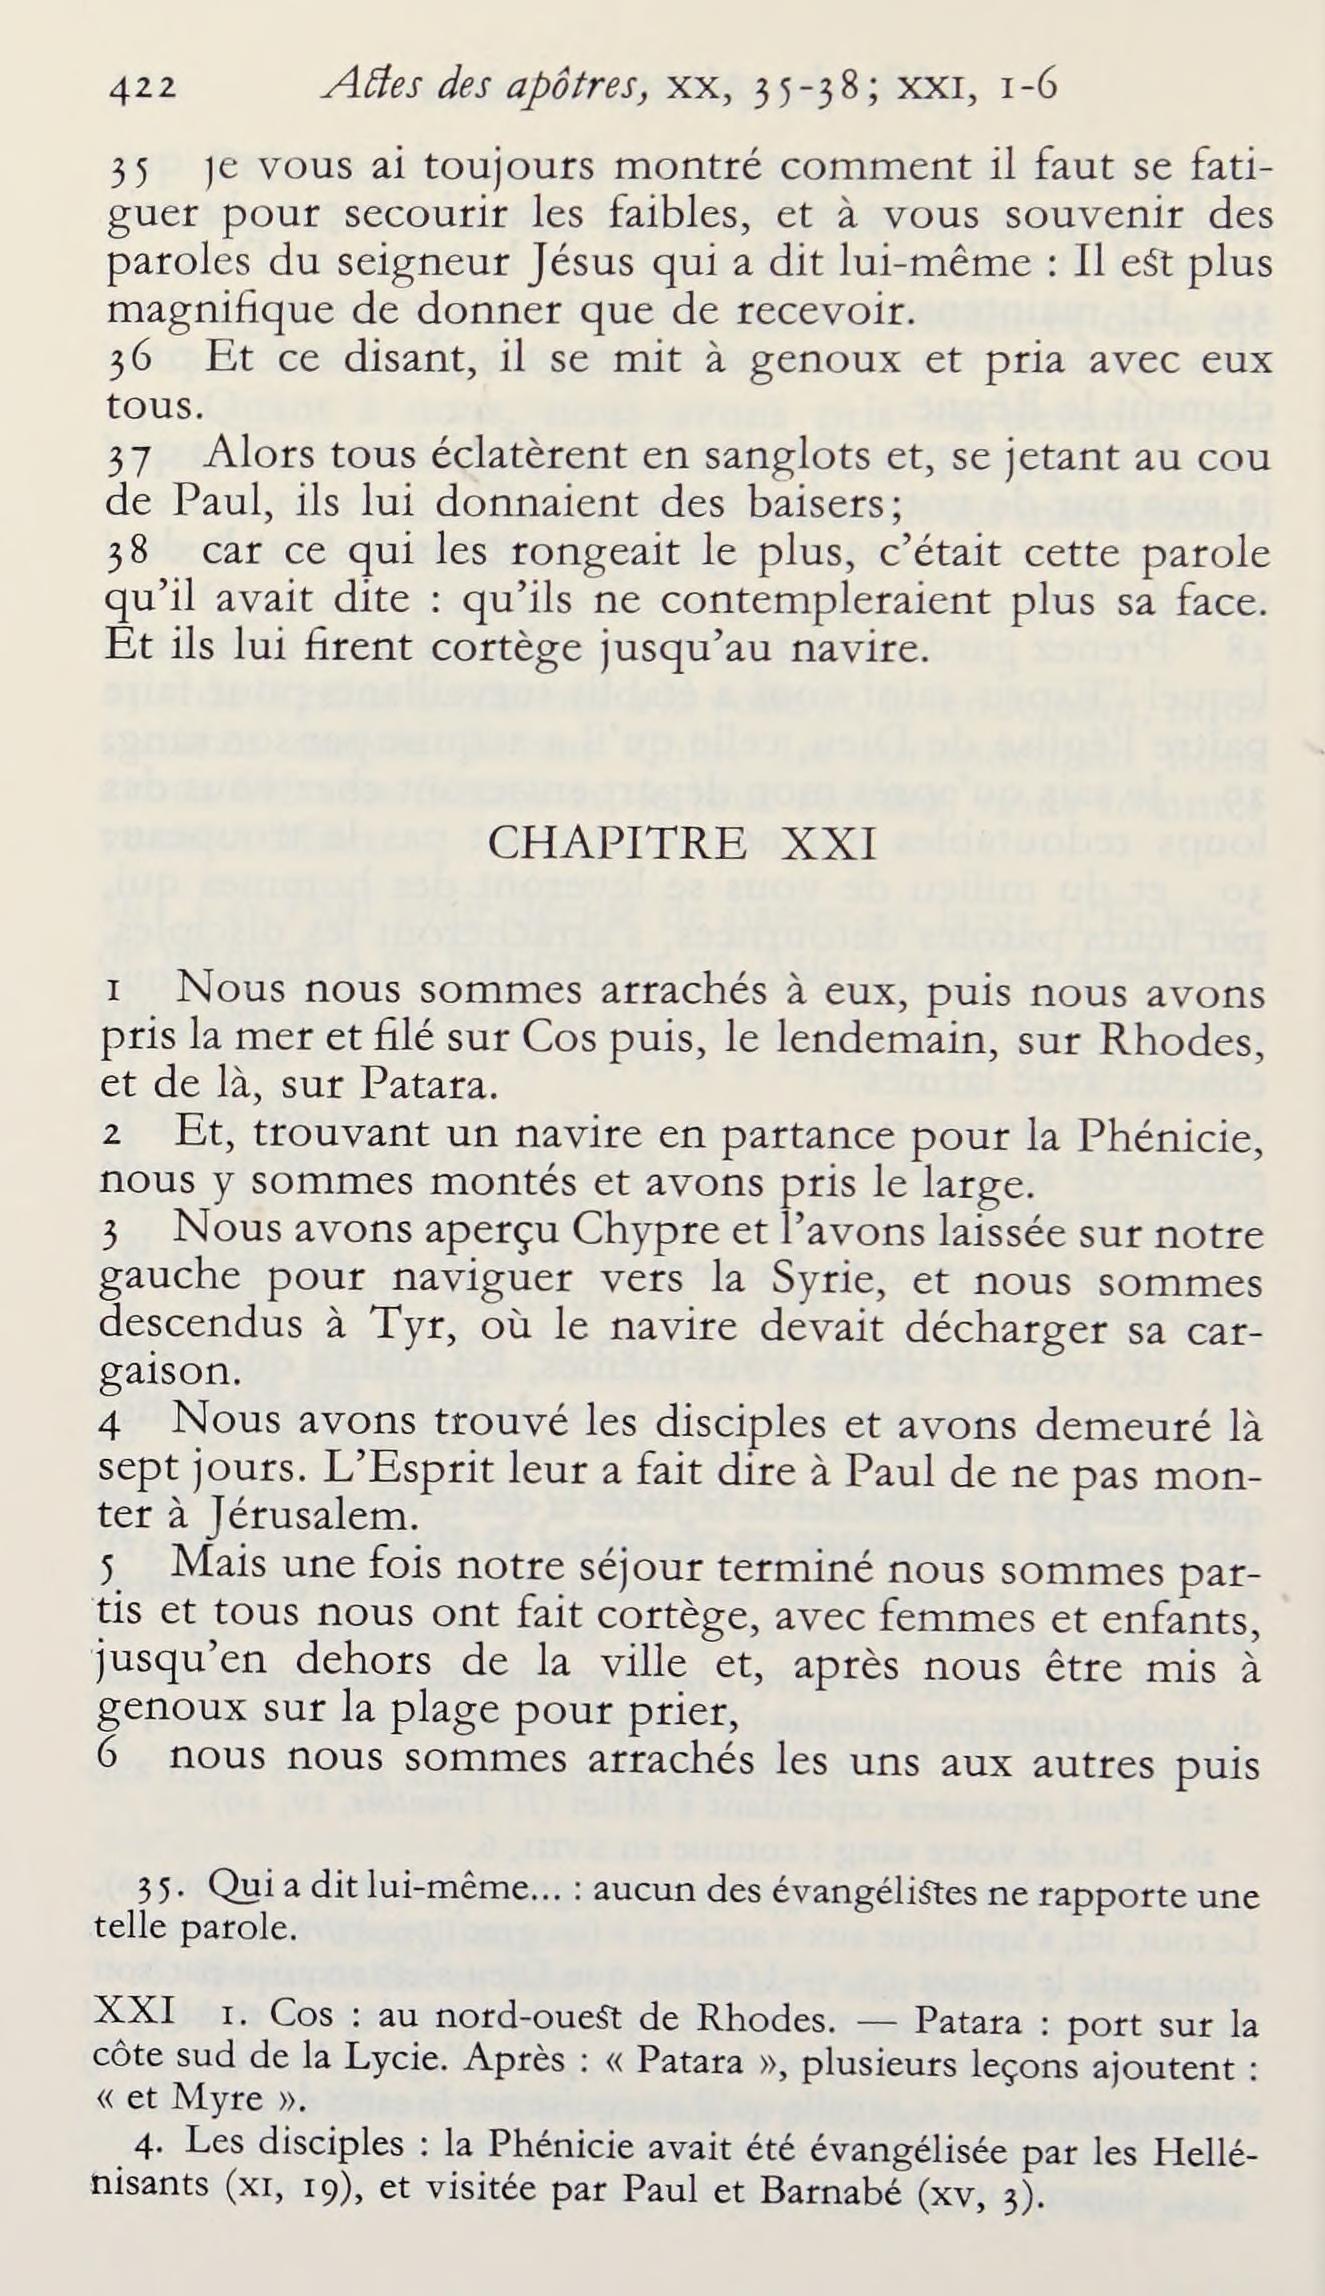 422 Actes des apôtres, XX, 35-38; XXI, 1-6
35 je vous ai toujours montré comment il faut se fati-
guer pour secourir les faibles, et à vous souvenir des
paroles du seigneur Jésus qui a dit lui-même : Il est plus
magnifique de donner que de recevoir.
36 Et ce disant, il se mit à genoux et pria avec eux
tous.
37 Alors tous éclatèrent en sanglots et, se jetant au cou
de Paul, ils lui donnaient des baisers;
38 car ce qui les rongeait le plus, c’était cette parole
qu’il avait dite : qu’ils ne contempleraient plus sa face.
Et ils lui firent cortège jusqu’au navire.
CHAPITRE XXI
1 Nous nous sommes arrachés à eux, puis nous avons
pris la mer et filé sur Cos puis, le lendemain, sur Rhodes,
et de là, sur Patara.
2 Et, trouvant un navire en partance pour la Phénicie,
nous y sommes montés et avons pris le large.
3 Nous avons aperçu Chypre et l’avons laissée sur notre
gauche pour naviguer vers la Syrie, et nous sommes
descendus à Tyr, où le navire devait décharger sa car-
gaison.
4 Nous avons trouvé les disciples et avons demeuré là
sept jours. L’Esprit leur a fait dire à Paul de ne pas mon-
ter à Jérusalem.
5 Mais une fois notre séjour terminé nous sommes par-
tis et tous nous ont fait cortège, avec femmes et enfants,
jusqu’en dehors de la ville et, après nous être mis à
genoux sur la plage pour prier,
6 nous nous sommes arrachés les uns aux autres puis
35. Qui a dit lui-même... : aucun des évangélistes ne rapporte une
telle parole.
XXI 1. Cos : au nord-ouest de Rhodes. — Patara : port sur la
côte sud de la Lycie. Après : « Patara », plusieurs leçons ajoutent :
« et Myre ».
4. Les disciples : la Phénicie avait été évangélisée par les Hellé-
nisants (XI, 19), et visitée par Paul et Barnabé (XV, 3).